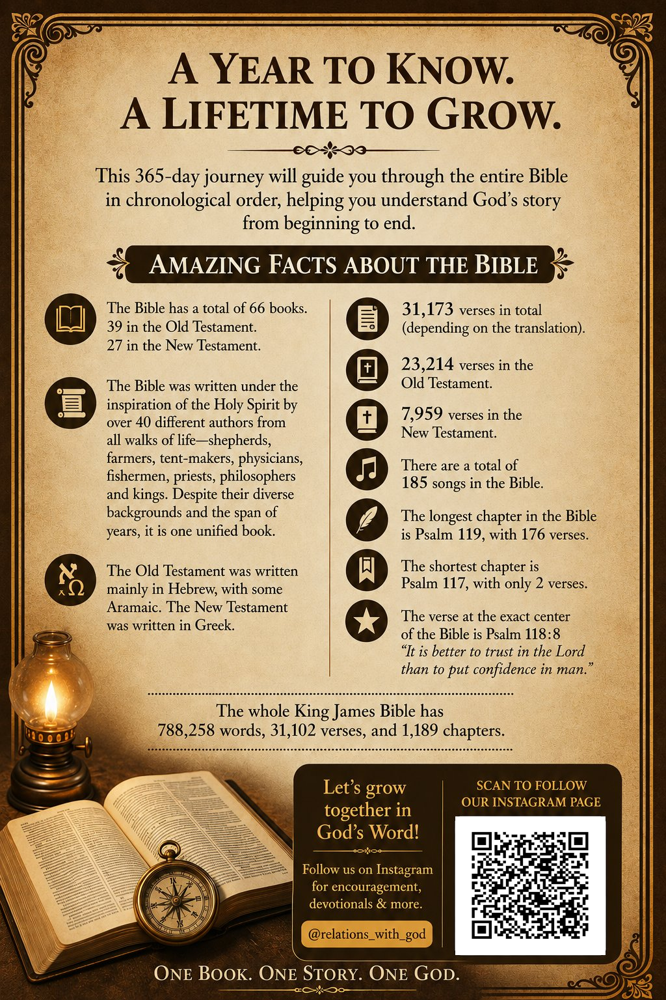 A YEAR TO KNOW.
A LIFETIME TO GROW.
This 365-day journey will guide you through the entire Bible
in chronological order, helping you understand God's story
from beginning to end.
AMAZING FACTS ABOUT THE BIBLE
The Bible has a total of 66 books.
39 in the Old Testament.
27 in the New Testament.
The Bible was written under the
inspiration of the Holy Spirit by
over 40 different authors from
all walks of life—shepherds,
farmers, tent-makers, physicians,
fishermen, priests, philosophers
and kings. Despite their diverse
backgrounds and the span of
years, it is one unified book.
The Old Testament was written
mainly in Hebrew, with some
Aramaic. The New Testament
was written in Greek.
31,173 verses in total
(depending on the translation).
23,214 verses in the
Old Testament.
7,959 verses in the
New Testament.
There are a total of
185 songs in the Bible.
The longest chapter in the Bible
is Psalm 119, with 176 verses.
The shortest chapter is
Psalm 117, with only 2 verses.
The verse at the exact center
of the Bible is Psalm 118:8
"It is better to trust in the Lord
than to put confidence in man."
The whole King James Bible has
788,258 words, 31,102 verses, and 1,189 chapters.
Let's grow
together in
God's Word!
Follow us on Instagram
for encouragement,
devotionals & more.
@relations_with_god
SCAN TO FOLLOW
OUR INSTAGRAM PAGE
ONE BOOK. ONE STORY. ONE GOD.